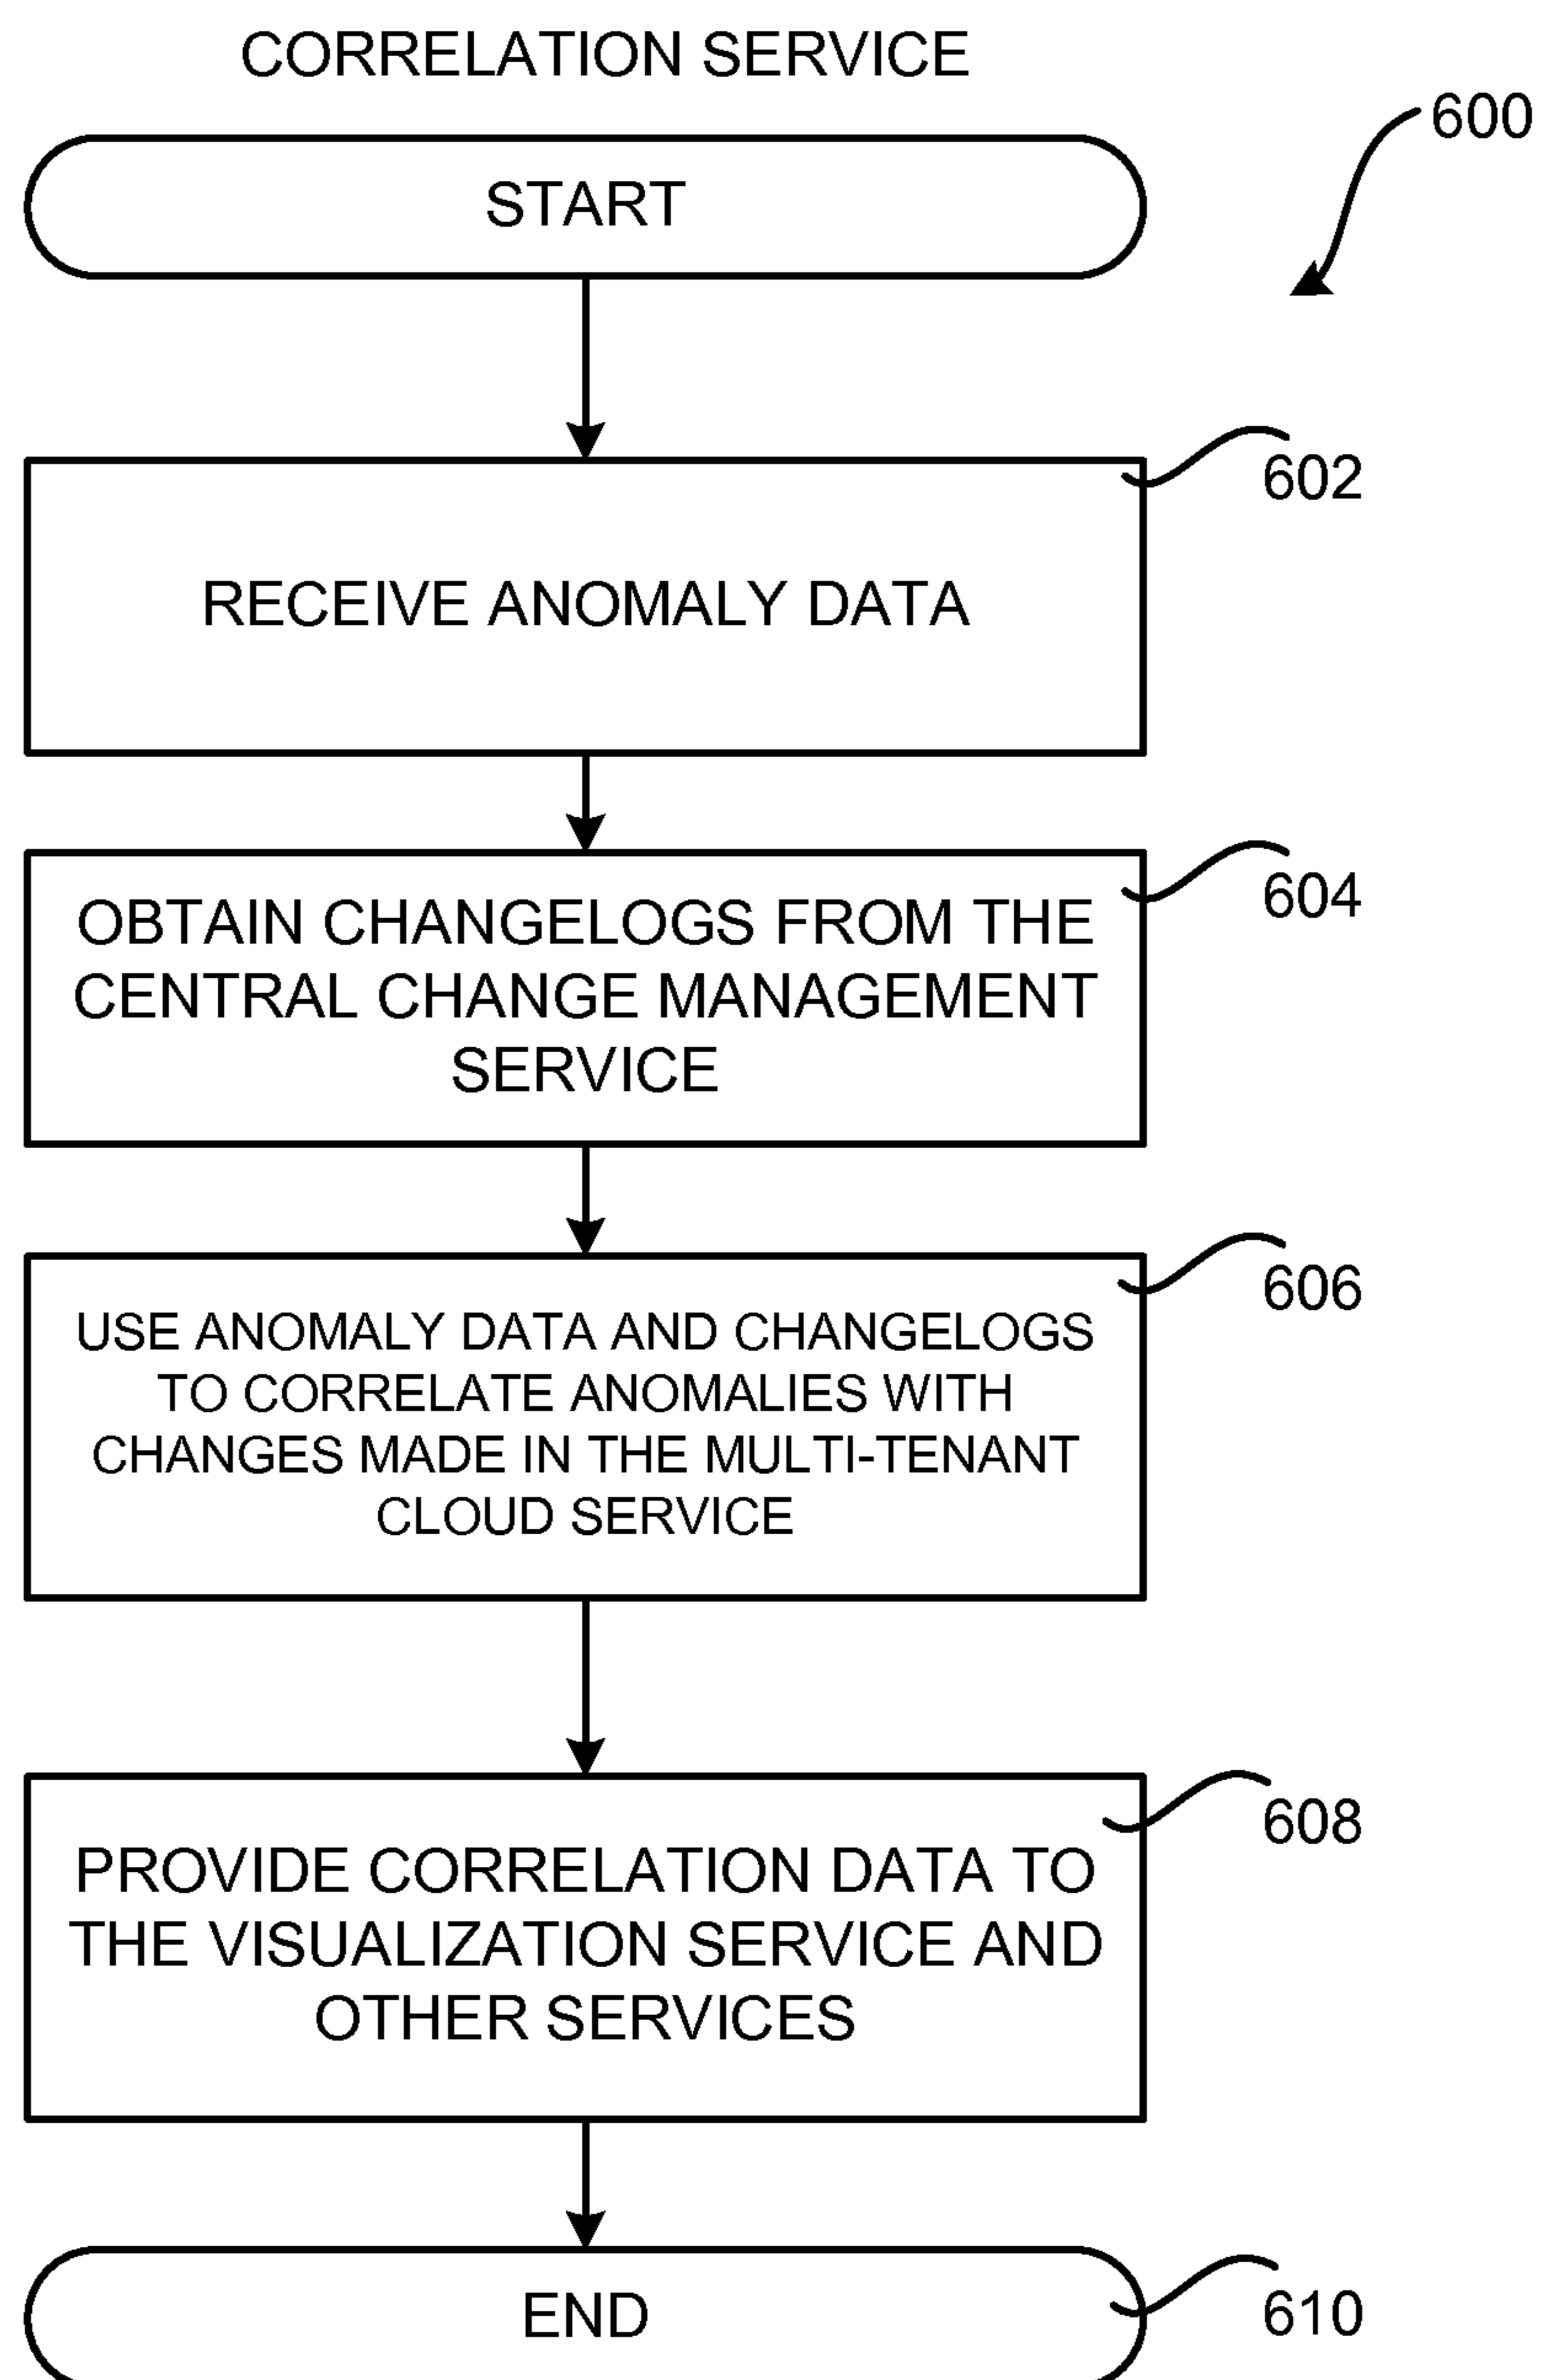 CORRELATION SERVICE
600
START
602
RECEIVE ANOMALY DATA
604
OBTAIN CHANGELOGS FROM THE
CENTRAL CHANGE MANAGEMENT
SERVICE
606
USE ANOMALY DATA AND CHANGELOGS
TO CORRELATE ANOMALIES WITH
CHANGES MADE IN THE MULTI-TENANT
CLOUD SERVICE
608
PROVIDE CORRELATION DATA TO
THE VISUALIZATION SERVICE AND
OTHER SERVICES
END
610